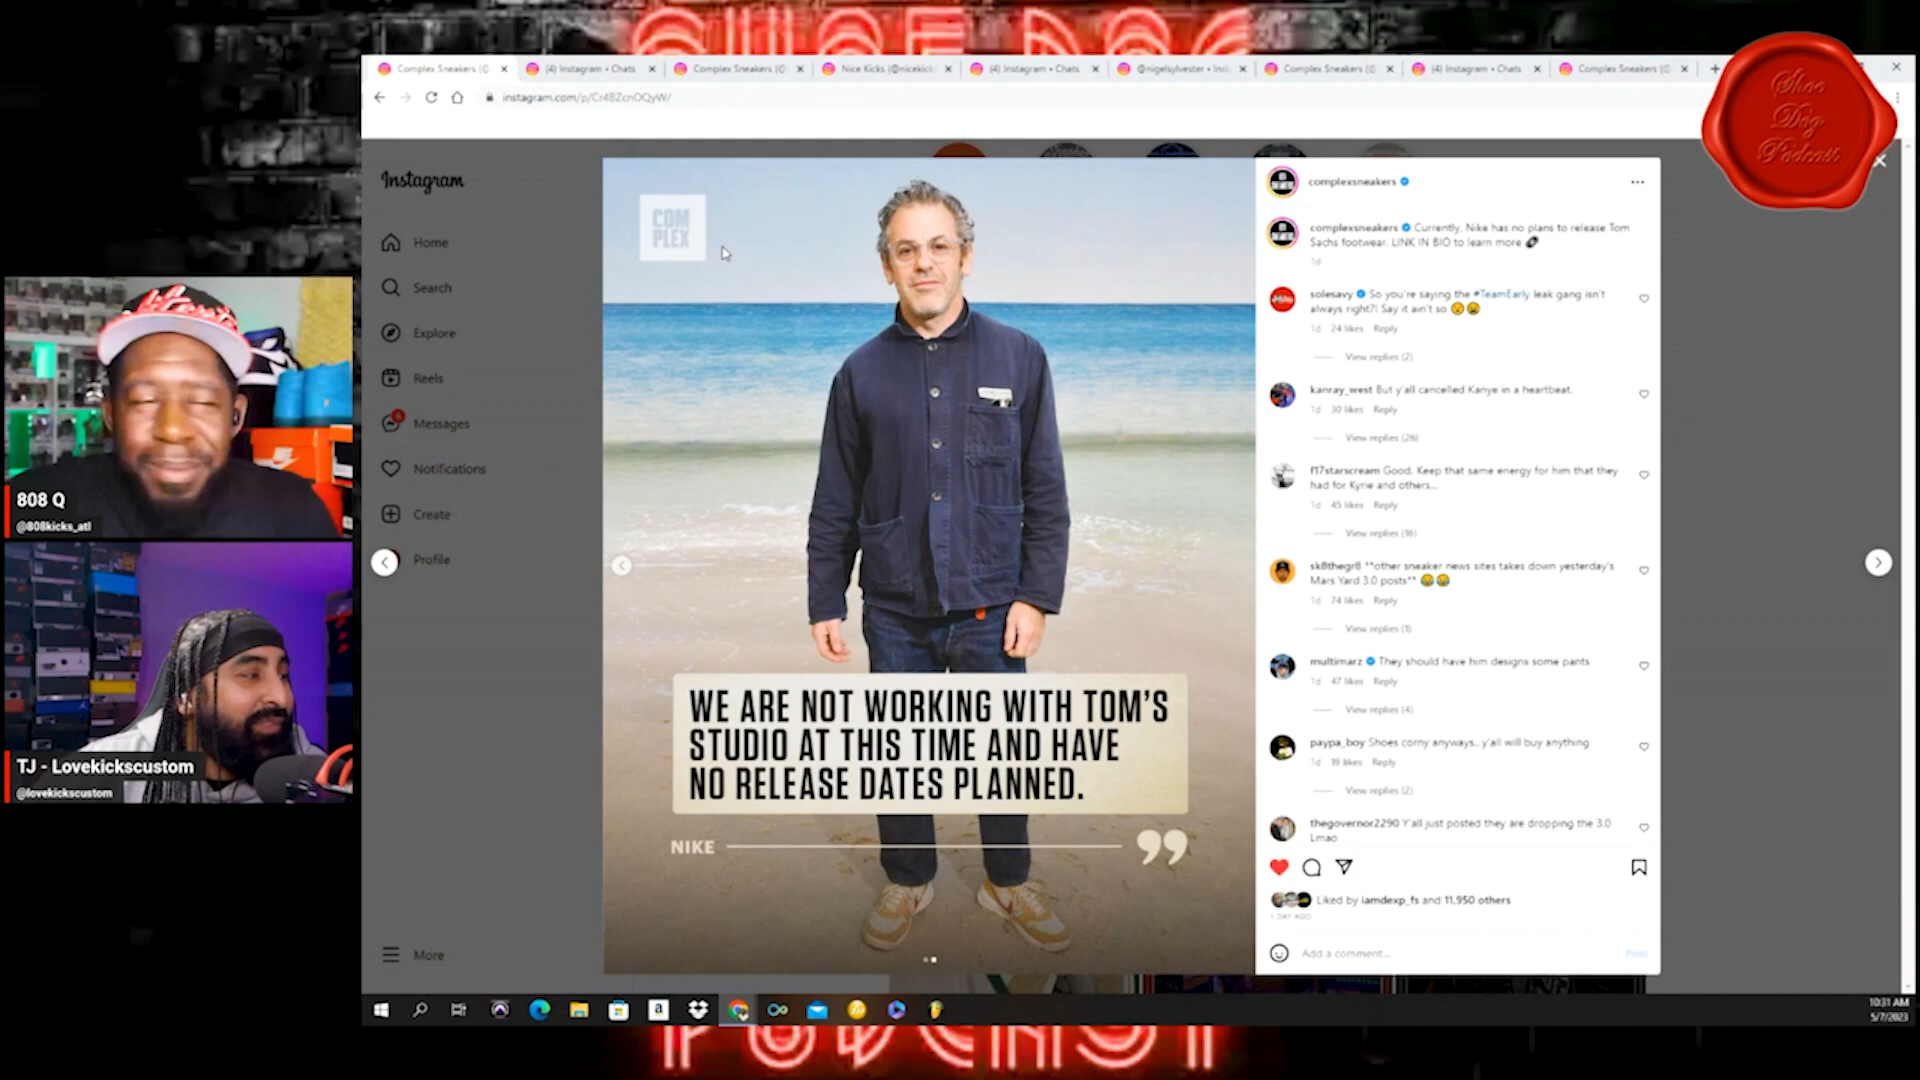 SHOE DOG
Complex Sneakers (@
(4) Instagram • Chats
Complex Sneakers (@
Nice Kicks (@nicekick
(4) Instagram • Chats
@nigelsylvester • Inst
Complex Sneakers (@
(4) Instagram • Chats
Complex Sneakers (@
instagram.com/p/Cr4BZcnOQyW/
Shoe
Dog
Podcast
Instagram
Home
Search
Explore
Reels
4
Messages
Notifications
Create
Profile
More
COM
PLEX
WE ARE NOT WORKING WITH TOM'S
STUDIO AT THIS TIME AND HAVE
NO RELEASE DATES PLANNED.
NIKE
complexsneakers
complexsneakers Currently, Nike has no plans to release Tom
Sachs footwear. LINK IN BIO to learn more
1d
solesavy So you're saying the #TeamEarly leak gang isn't
always right?! Say it ain't so
1d 24 likes Reply
View replies (2)
kanray_west But y'all cancelled Kanye in a heartbeat.
1d 30 likes Reply
View replies (26)
f17starscream Good. Keep that same energy for him that they
had for Kyrie and others...
1d 45 likes Reply
View replies (16)
sk8thegr8 **other sneaker news sites takes down yesterday's
Mars Yard 3.0 posts**
1d 74 likes Reply
View replies (1)
multimarz They should have him designs some pants
1d 47 likes Reply
View replies (4)
paypa_boy Shoes corny anyways.. y'all will buy anything
1d 19 likes Reply
View replies (2)
thegovernor2290 Y'all just posted they are dropping the 3.0
Lmao
Liked by iamdexp_fs and 11,950 others
1 DAY AGO
Add a comment...
Post
808 Q
@808kicks_atl
TJ - Lovekickscustom
@lovekickscustom
10:31 AM
5/7/2023
PODCAST